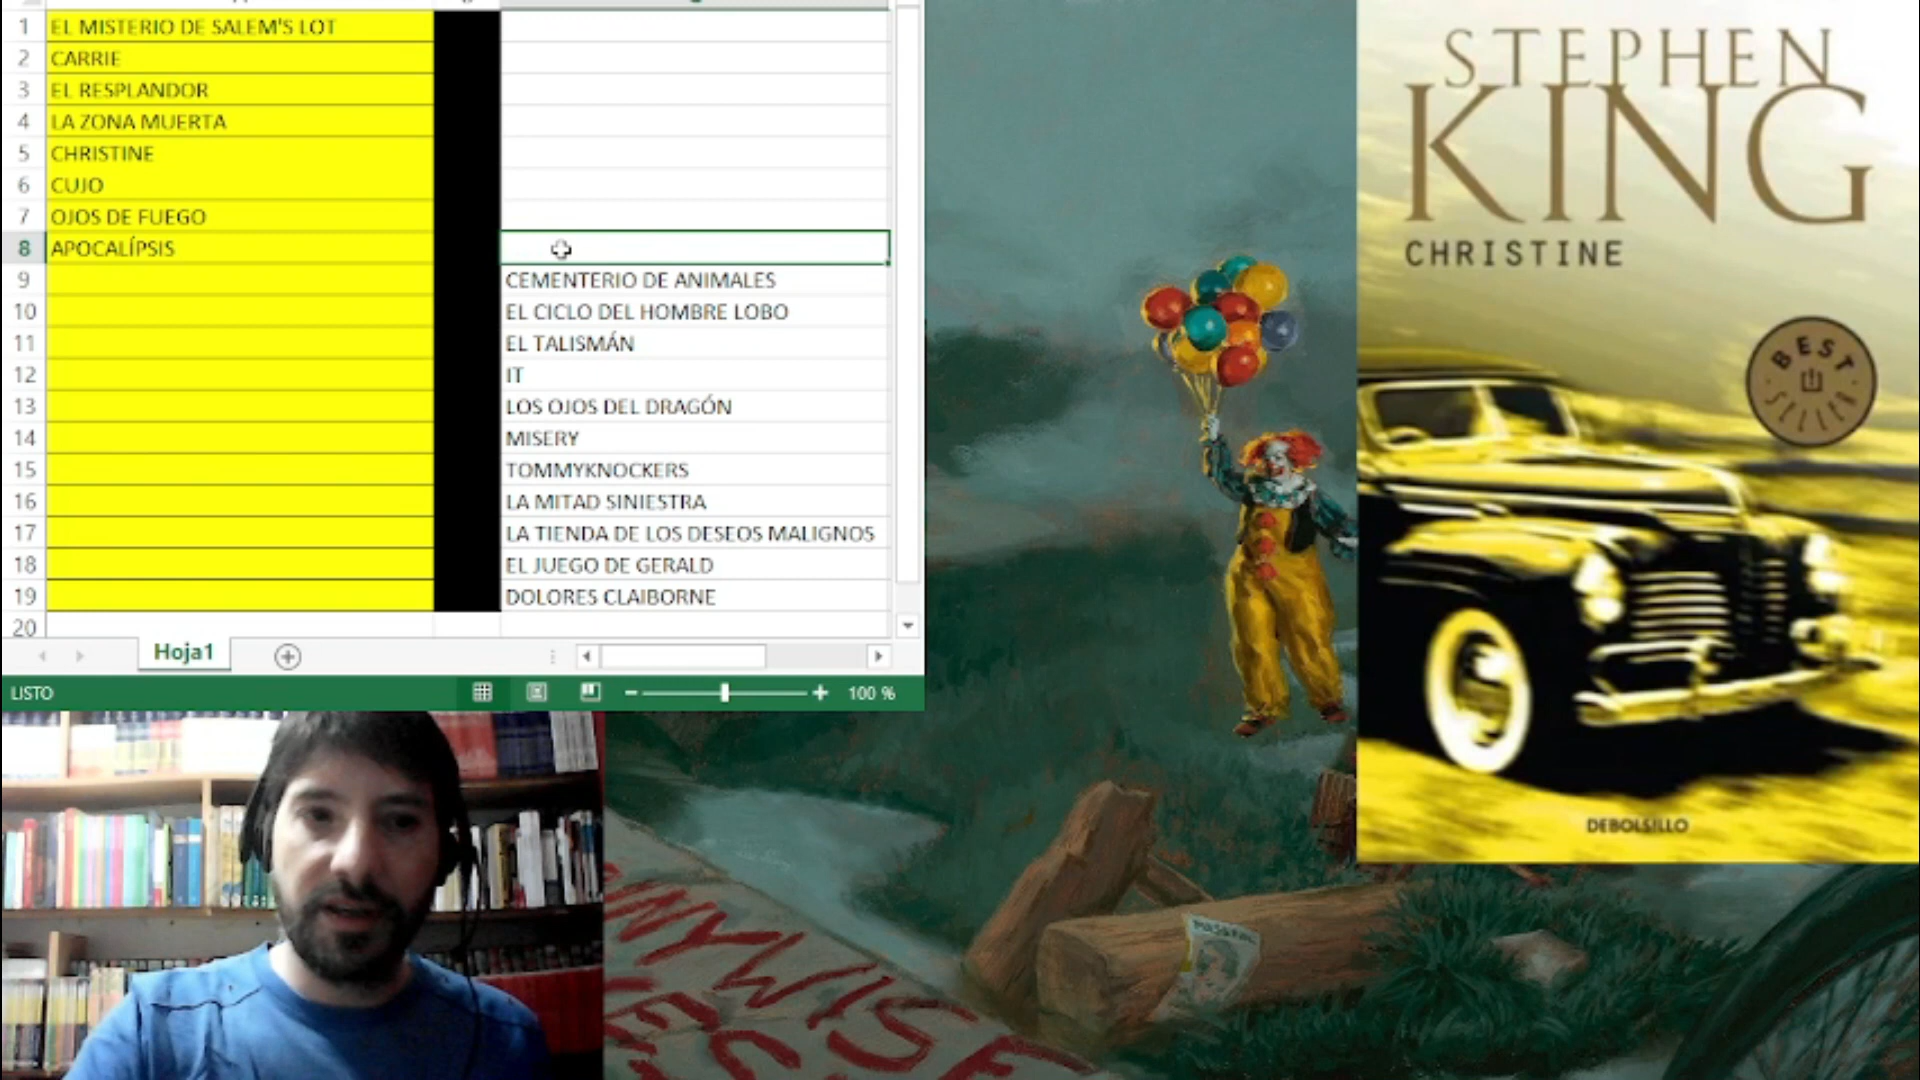 1 EL MISTERIO DE SALEM'S LOT
2 CARRIE
3 EL RESPLANDOR
4 LA ZONA MUERTA
5 CHRISTINE
6 CUJO
7 OJOS DE FUEGO
8 APOCALÍPSIS
9 CEMENTERIO DE ANIMALES
10 EL CICLO DEL HOMBRE LOBO
11 EL TALISMÁN
12 IT
13 LOS OJOS DEL DRAGÓN
14 MISERY
15 TOMMYKNOCKERS
16 LA MITAD SINIESTRA
17 LA TIENDA DE LOS DESEOS MALIGNOS
18 EL JUEGO DE GERALD
19 DOLORES CLAIBORNE
20
Hoja1
LISTO
100 %
STEPHEN
KING
CHRISTINE
BEST
SELLER
DEBOLSILLO
NYWISE